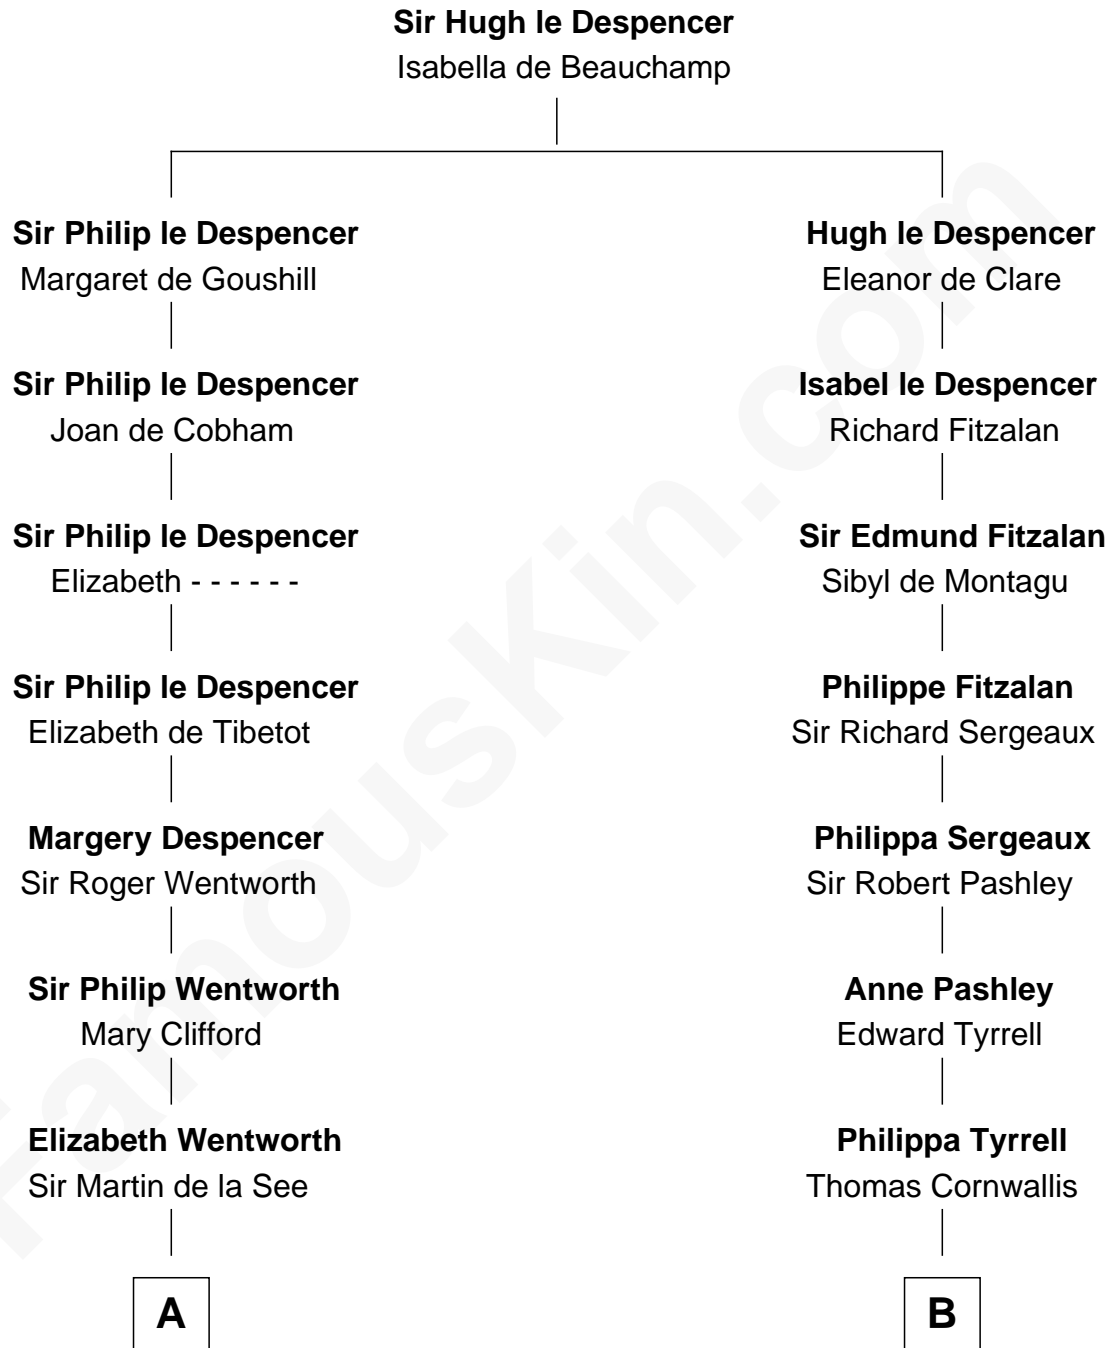 Sir Hugh le Despencer
Isabella de Beauchamp
Sir Philip le Despencer
Margaret de Goushill
Hugh le Despencer
Eleanor de Clare
Sir Philip le Despencer
Joan de Cobham
Isabel le Despencer
Richard Fitzalan
Sir Philip le Despencer
Elizabeth - - - - - -
Sir Edmund Fitzalan
Sibyl de Montagu
Sir Philip le Despencer
Elizabeth de Tibetot
Philippe Fitzalan
Sir Richard Sergeaux
Margery Despencer
Sir Roger Wentworth
Philippa Sergeaux
Sir Robert Pashley
Sir Philip Wentworth
Mary Clifford
Anne Pashley
Edward Tyrrell
Elizabeth Wentworth
Sir Martin de la See
Philippa Tyrrell
Thomas Cornwallis
A
B
FamousKin.com